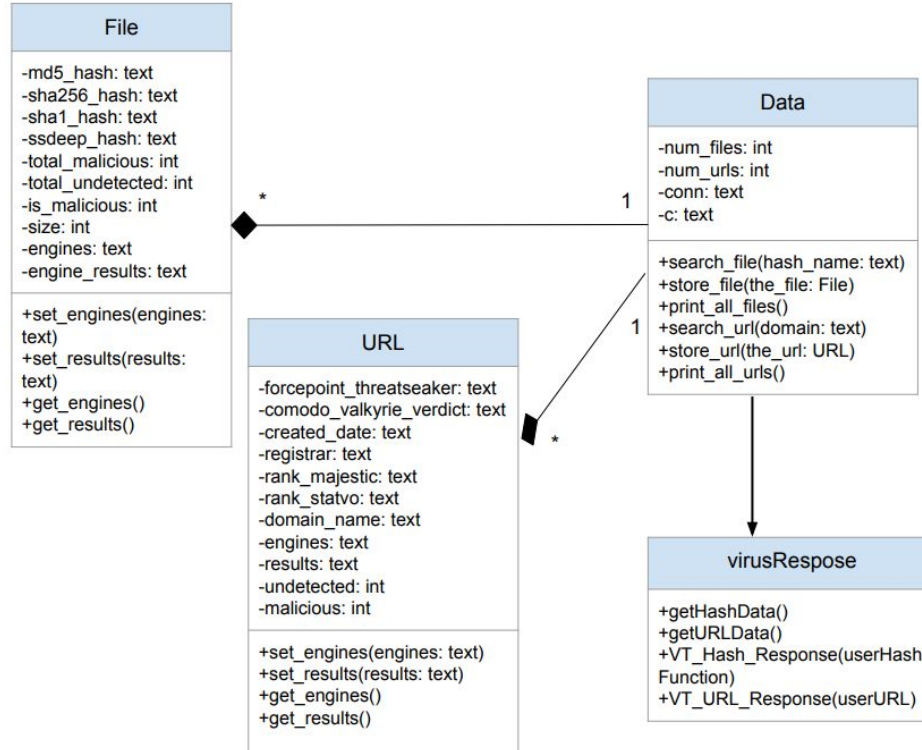 File
-md5_hash: text
-sha256_hash: text
-sha1_hash: text
-ssdeep_hash: text
-total_malicious: int
-total_undetected: int
-is_malicious: int
-size: int
-engines: text
-engine_results: text
+set_engines(engines:
text)
+set_results(results:
text)
+get_engines()
+get_results()
*
1
Data
-num_files: int
-num_urls: int
-conn: text
-c: text
+search_file(hash_name: text)
+store_file(the_file: File)
+print_all_files()
+search_url(domain: text)
+store_url(the_url: URL)
+print_all_urls()
1
*
URL
-forcepoint_threatseaker: text
-comodo_valkyrie_verdict: text
-created_date: text
-registrar: text
-rank_majestic: text
-rank_statvo: text
-domain_name: text
-engines: text
-results: text
-undetected: int
-malicious: int
+set_engines(engines: text)
+set_results(results: text)
+get_engines()
+get_results()
virusRespose
+getHashData()
+getURLData()
+VT_Hash_Response(userHash
Function)
+VT_URL_Response(userURL)